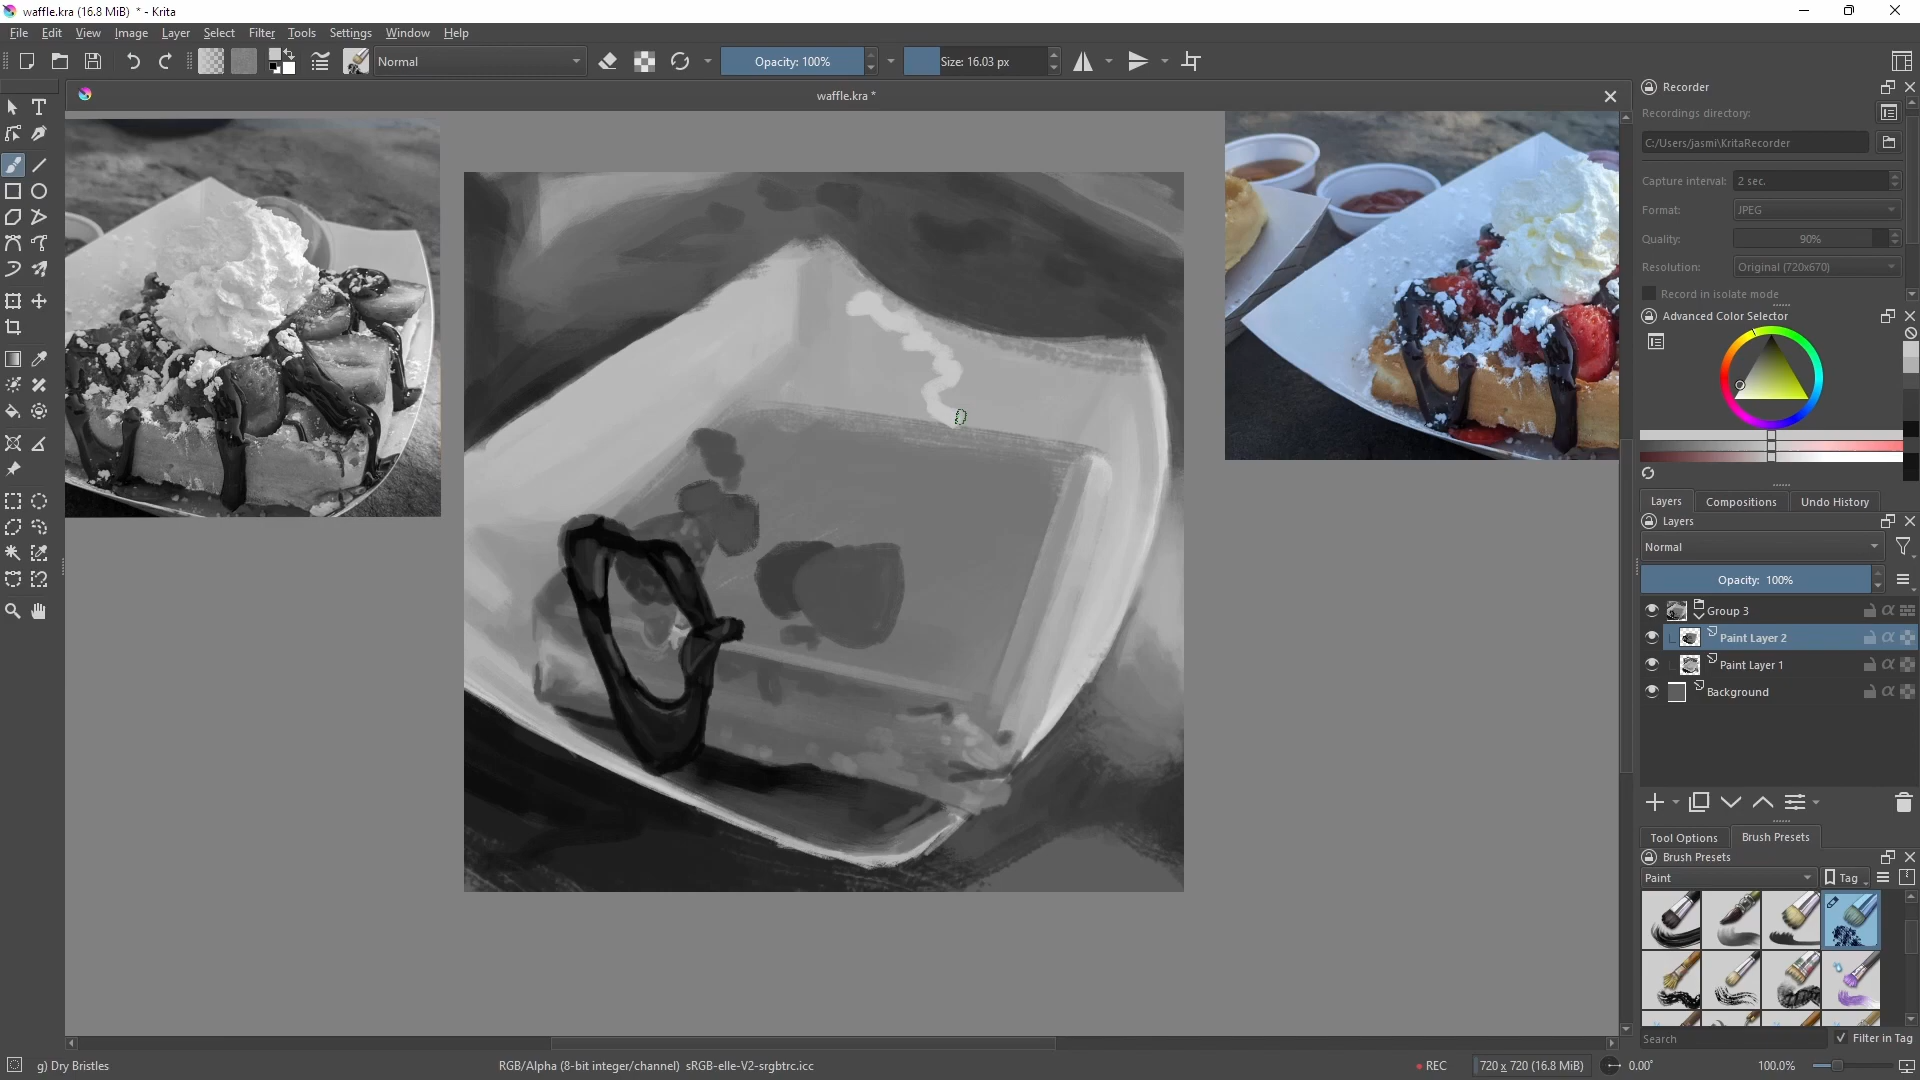 waffle.kra (16.8 MiB) * - Krita
File Edit View Image Layer Select Filter Tools Settings Window Help
Normal Opacity: 100% Size: 16.03 px
waffle.kra *
Recorder
Recordings directory:
C:/Users/jasmi\KritaRecorder
Capture interval: 2 sec.
Format: JPEG
Quality: 90%
Resolution: Original (720x670)
Record in isolate mode
Advanced Color Selector
Layers Compositions Undo History
Layers
Normal
Opacity: 100%
Group 3
Paint Layer 2
Paint Layer 1
Background
Tool Options Brush Presets
Brush Presets
Paint Tag
Search Filter in Tag
g) Dry Bristles RGB/Alpha (8-bit integer/channel) sRGB-elle-V2-srgbtrc.icc REC 720 x 720 (16.8 MiB) 0.00° 100.0%